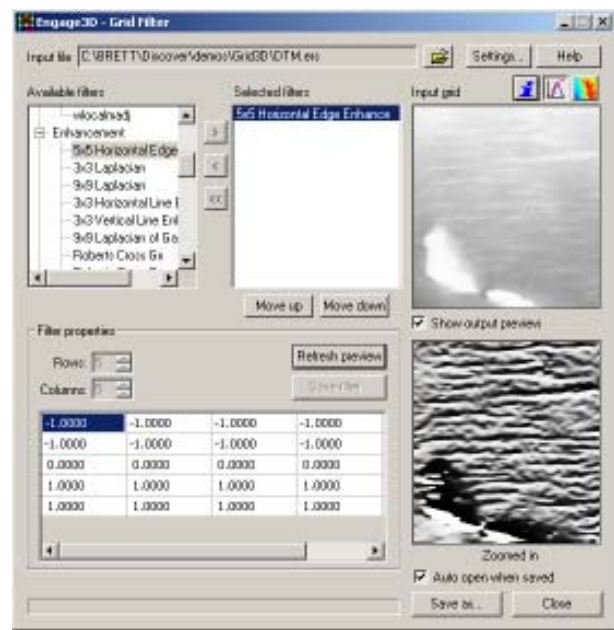 Engage3D - Grid Filter
Input file C:\BRETT\Discover\demos\Grid3D\DTM.ers Settings... Help
Available filters Selected filters Input grid
wlocalmadj
Enhancement
5x5 Horizontal Edge
3x3 Laplacian
9x9 Laplacian
3x3 Horizontal Line E
3x3 Vertical Line Enl
9x9 Laplacian of Ga
Roberts Cross Gx
5x5 Horizontal Edge Enhance
>
<
<<
Move up Move down
Show output preview
Filter properties
Rows: 5
Columns: 5
Refresh preview
Save filter
-1.0000 -1.0000 -1.0000 -1.0000
-1.0000 -1.0000 -1.0000 -1.0000
0.0000 0.0000 0.0000 0.0000
1.0000 1.0000 1.0000 1.0000
1.0000 1.0000 1.0000 1.0000
Zoomed in
Auto open when saved
Save as... Close